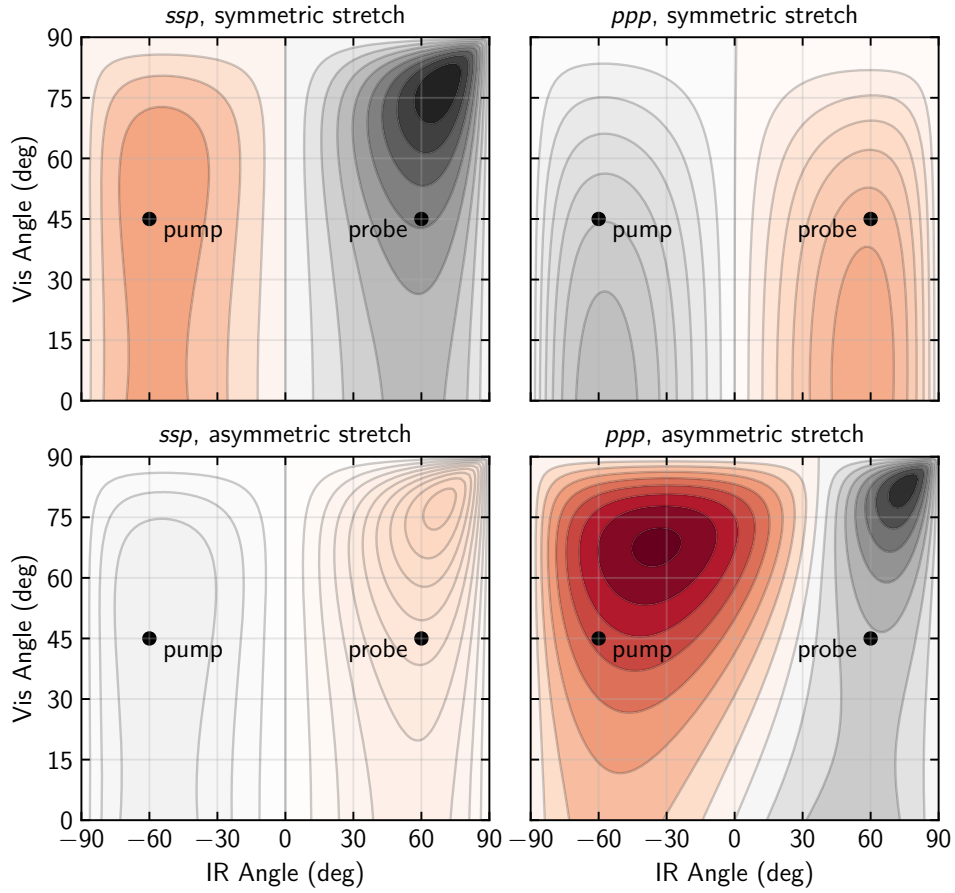 ssp, symmetric stretch
ppp, symmetric stretch
90
75
60
45
30
15
0
Vis Angle (deg)
pump
probe
pump
probe
ssp, asymmetric stretch
ppp, asymmetric stretch
90
75
60
45
30
15
0
Vis Angle (deg)
pump
probe
pump
probe
−90 −60 −30 0 30 60 90
−90 −60 −30 0 30 60 90
IR Angle (deg)
IR Angle (deg)